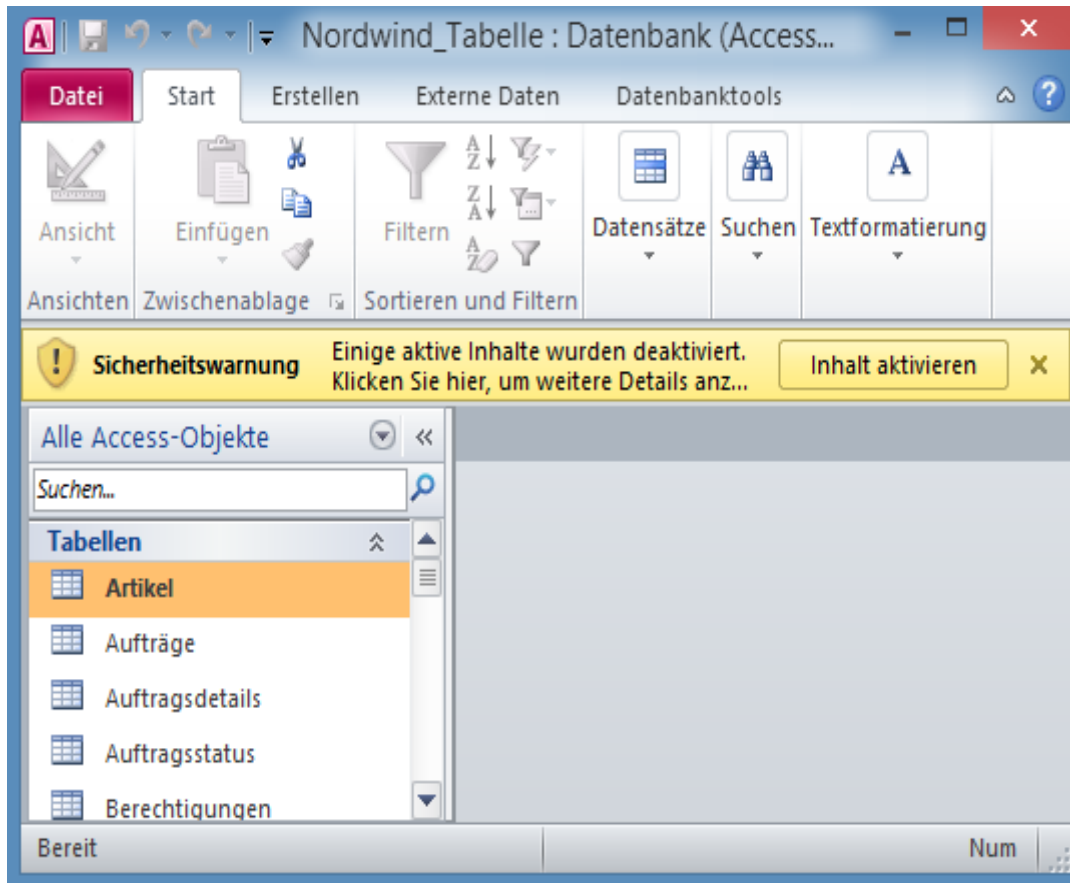 Nordwind_Tabelle : Datenbank (Access...
Datei Start Erstellen Externe Daten Datenbanktools
Ansicht Einfügen Filtern Datensätze Suchen Textformatierung
Ansichten Zwischenablage Sortieren und Filtern
Sicherheitswarnung Einige aktive Inhalte wurden deaktiviert.
Klicken Sie hier, um weitere Details anz... Inhalt aktivieren
Alle Access-Objekte
Suchen...
Tabellen
Artikel
Aufträge
Auftragsdetails
Auftragsstatus
Berechtigungen
Bereit Num